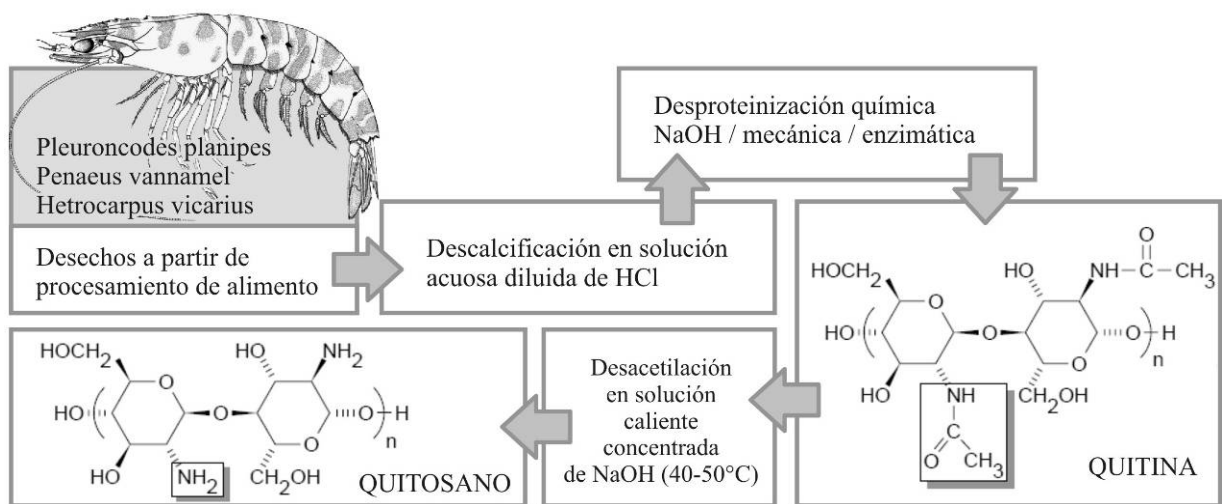 Pleuroncodes planipes
Penaeus vannamel
Hetrocarpus vicarius
Desechos a partir de
procesamiento de alimento
Descalcificación en solución
acuosa diluida de HCl
Desproteinización química
NaOH / mecánica / enzimática
O
HOCH₂
HO
NH
C
CH₃
O
O
HO
O
O
H
n
O
HO
NH
CH₂OH
C
O
CH₃
QUITINA
Desacetilación
en solución
caliente
concentrada
de NaOH (40-50°C)
HOCH₂
HO
NH₂
O
HO
O
O
H
n
O
HO
NH₂
CH₂OH
QUITOSANO